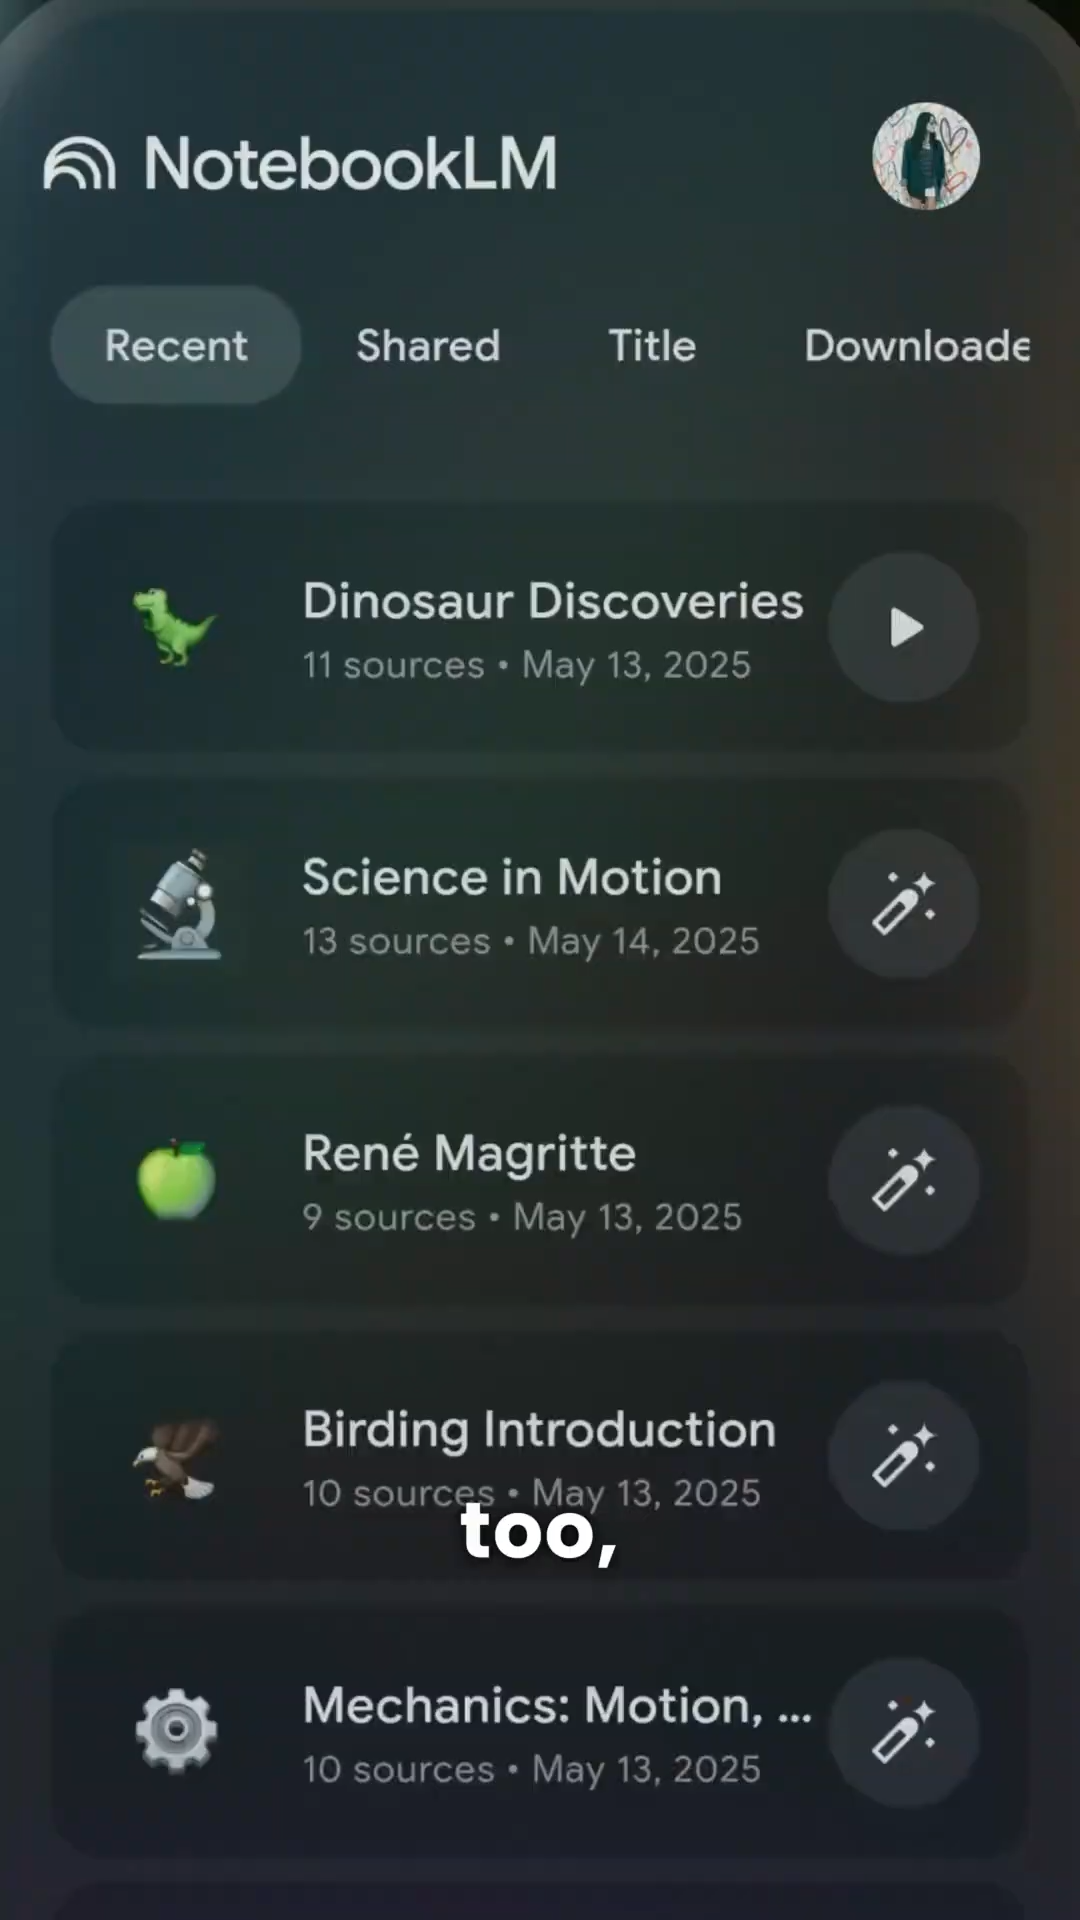 NotebookLM
Recent Shared Title Downloade
Dinosaur Discoveries
11 sources • May 13, 2025
Science in Motion
13 sources • May 14, 2025
René Magritte
9 sources • May 13, 2025
Birding Introduction
10 sources • May 13, 2025
too,
Mechanics: Motion, ...
10 sources • May 13, 2025